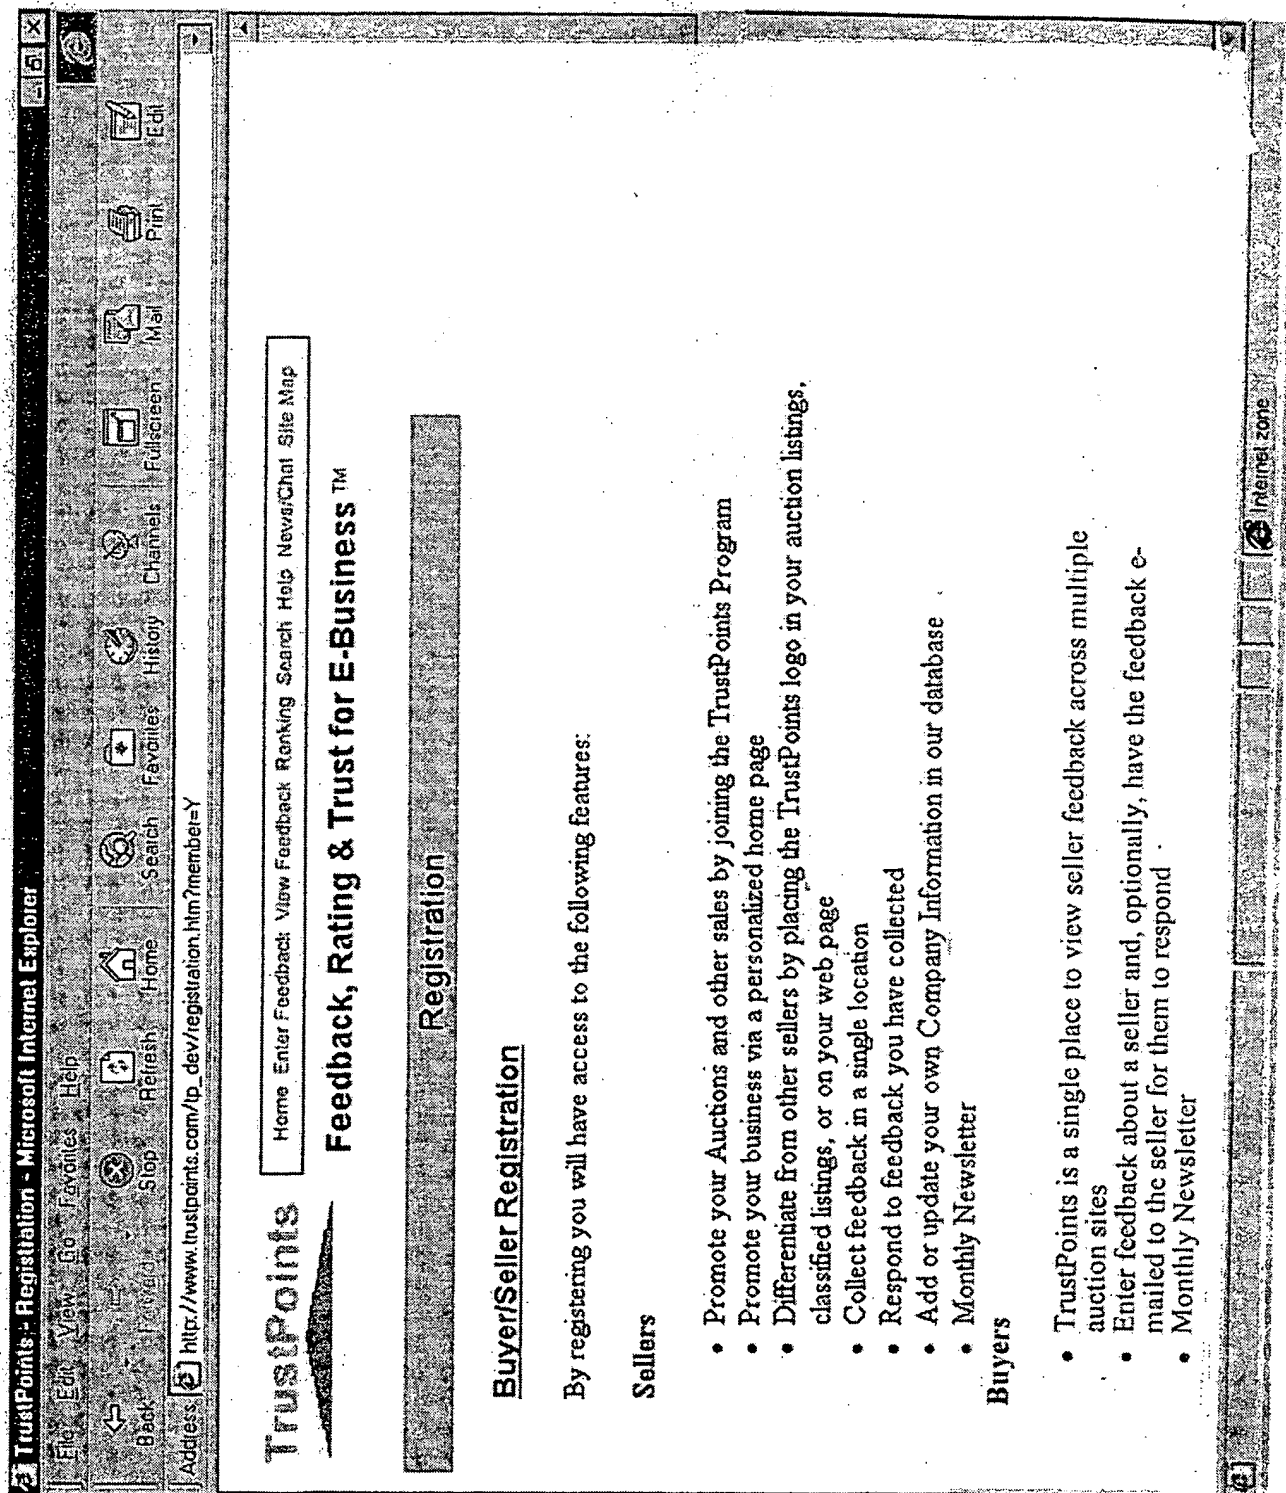 TrustPoints - Registration - Microsoft Internet Explorer
File Edit View Go Favorites Help
Back Forward Stop Refresh Home Search Favorites History Channels Fullscreen Mail Print Edit
Address http://www.trustpoints.com/tp_dev/registration.htm?member=Y
TrustPoints
Home Enter Feedback View Feedback Ranking Search Help News/Chat Site Map
Feedback, Rating & Trust for E-Business™
Registration
Buyer/Seller Registration
By registering you will have access to the following features:
Sellers
• Promote your Auctions and other sales by joining the TrustPoints Program
• Promote your business via a personalized home page
• Differentiate from other sellers by placing the TrustPoints logo in your auction listings,
classified listings, or on your web page
• Collect feedback in a single location
• Respond to feedback you have collected
• Add or update your own Company Information in our database
• Monthly Newsletter
Buyers
• TrustPoints is a single place to view seller feedback across multiple
auction sites
• Enter feedback about a seller and, optionally, have the feedback e-
mailed to the seller for them to respond
• Monthly Newsletter
Internet zone